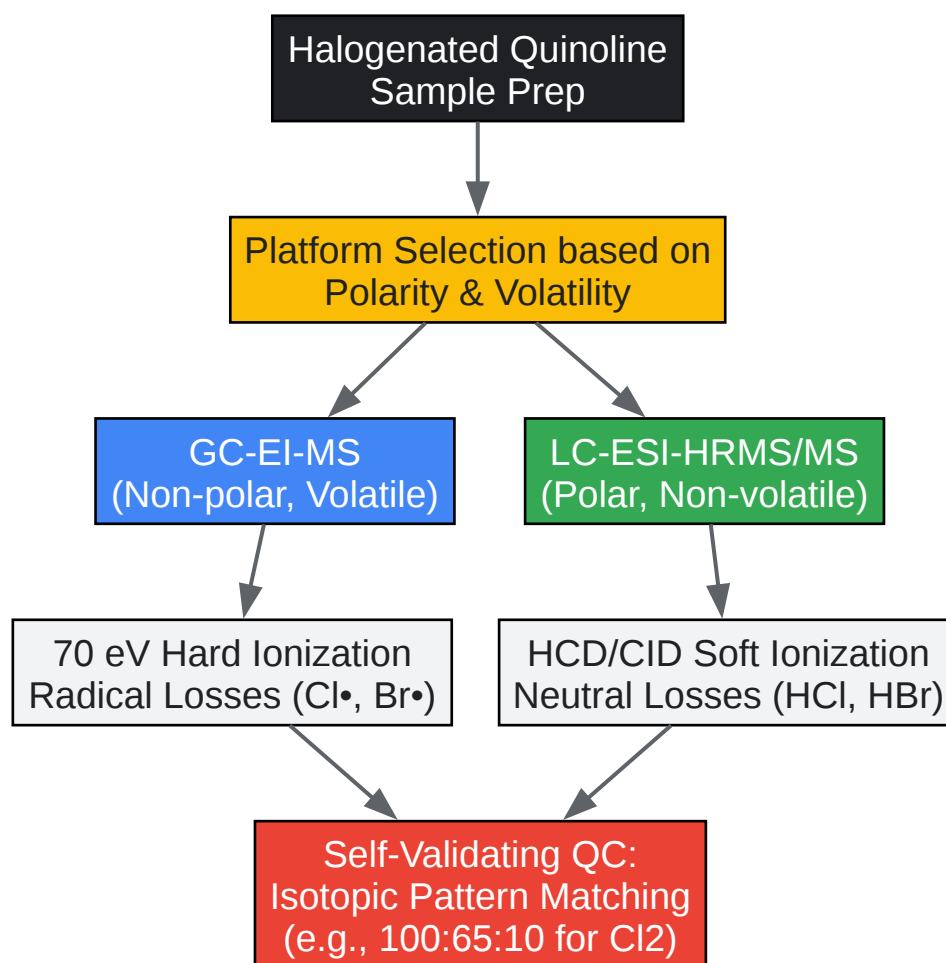 Halogenated Quinoline
Sample Prep
Platform Selection based on
Polarity & Volatility
GC-EI-MS
(Non-polar, Volatile)
LC-ESI-HRMS/MS
(Polar, Non-volatile)
70 eV Hard Ionization
Radical Losses (Cl•, Br•)
HCD/CID Soft Ionization
Neutral Losses (HCl, HBr)
Self-Validating QC:
Isotopic Pattern Matching
(e.g., 100:65:10 for Cl2)